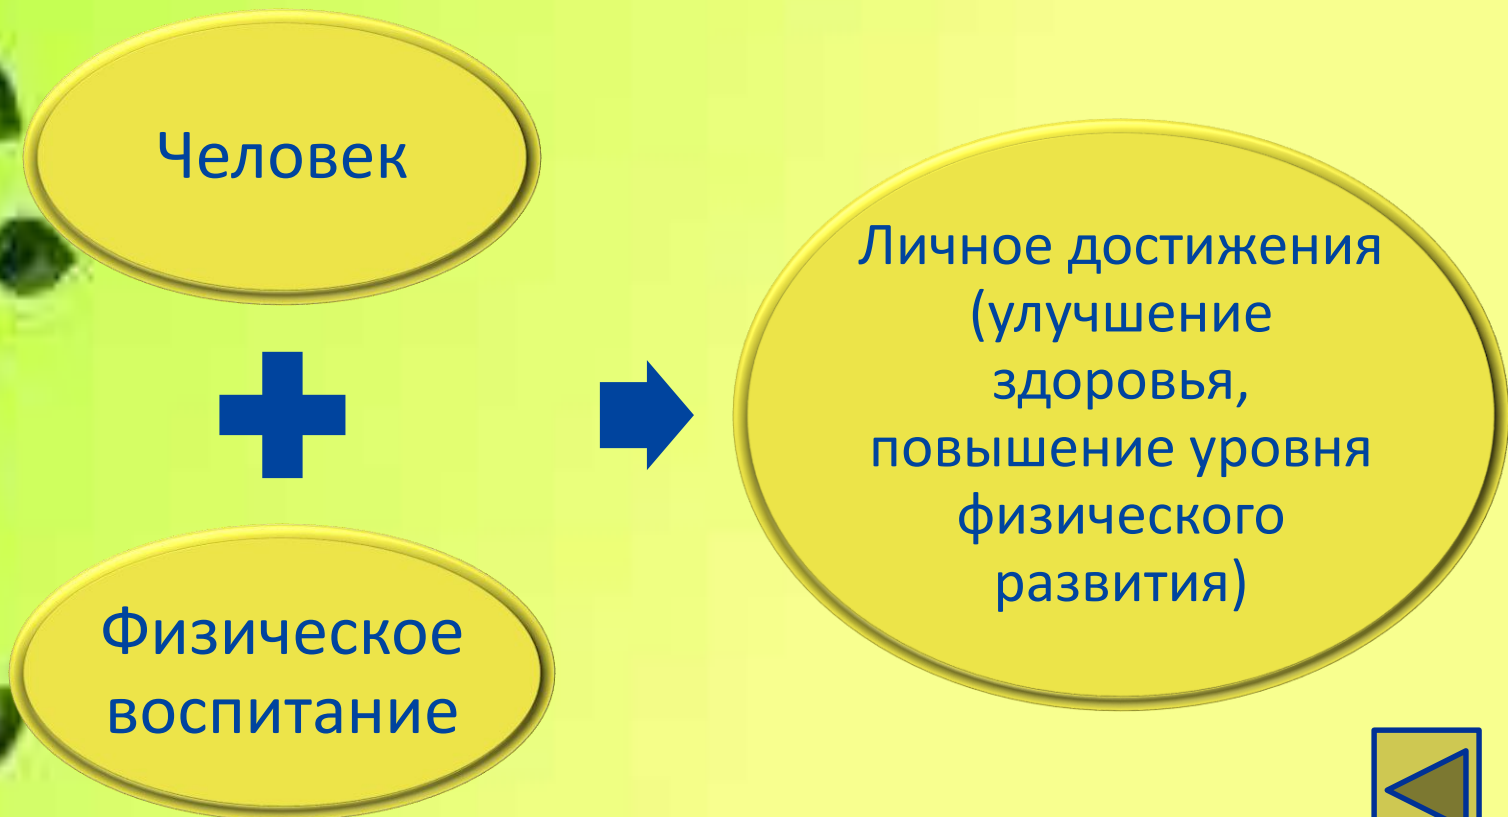 Человек
Физическое
воспитание
Личное достижения
(улучшение
здоровья,
повышение уровня
физического
развития)